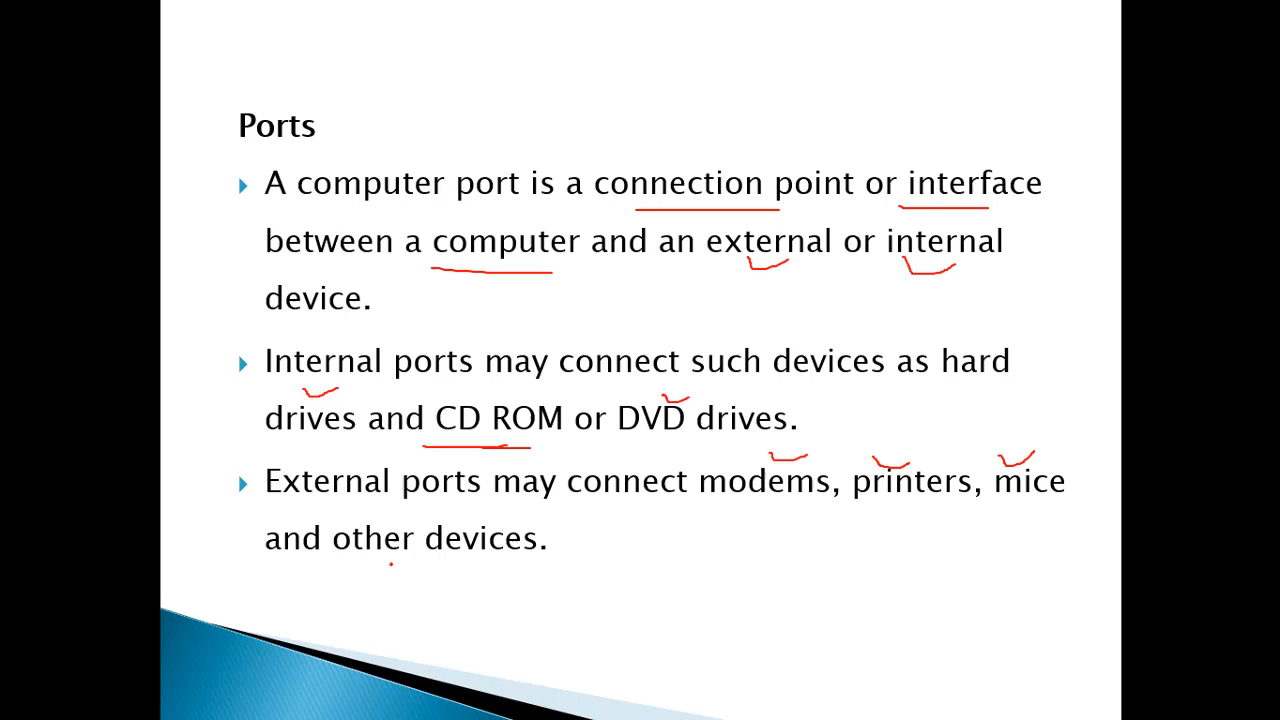 Ports
A computer port is a connection point or interface
between a computer and an external or internal
device.
Internal ports may connect such devices as hard
drives and CD ROM or DVD drives.
External ports may connect modems, printers, mice
and other devices.